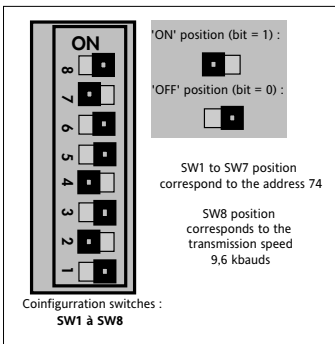 ON
8
7
6
5
4
3
2
1
'ON' position (bit = 1) :
'OFF' position (bit = 0) :
SW1 to SW7 position
correspond to the address 74
SW8 position
corresponds to the
transmission speed
9,6 kbauds
Coinfigurration switches :
SW1 à SW8